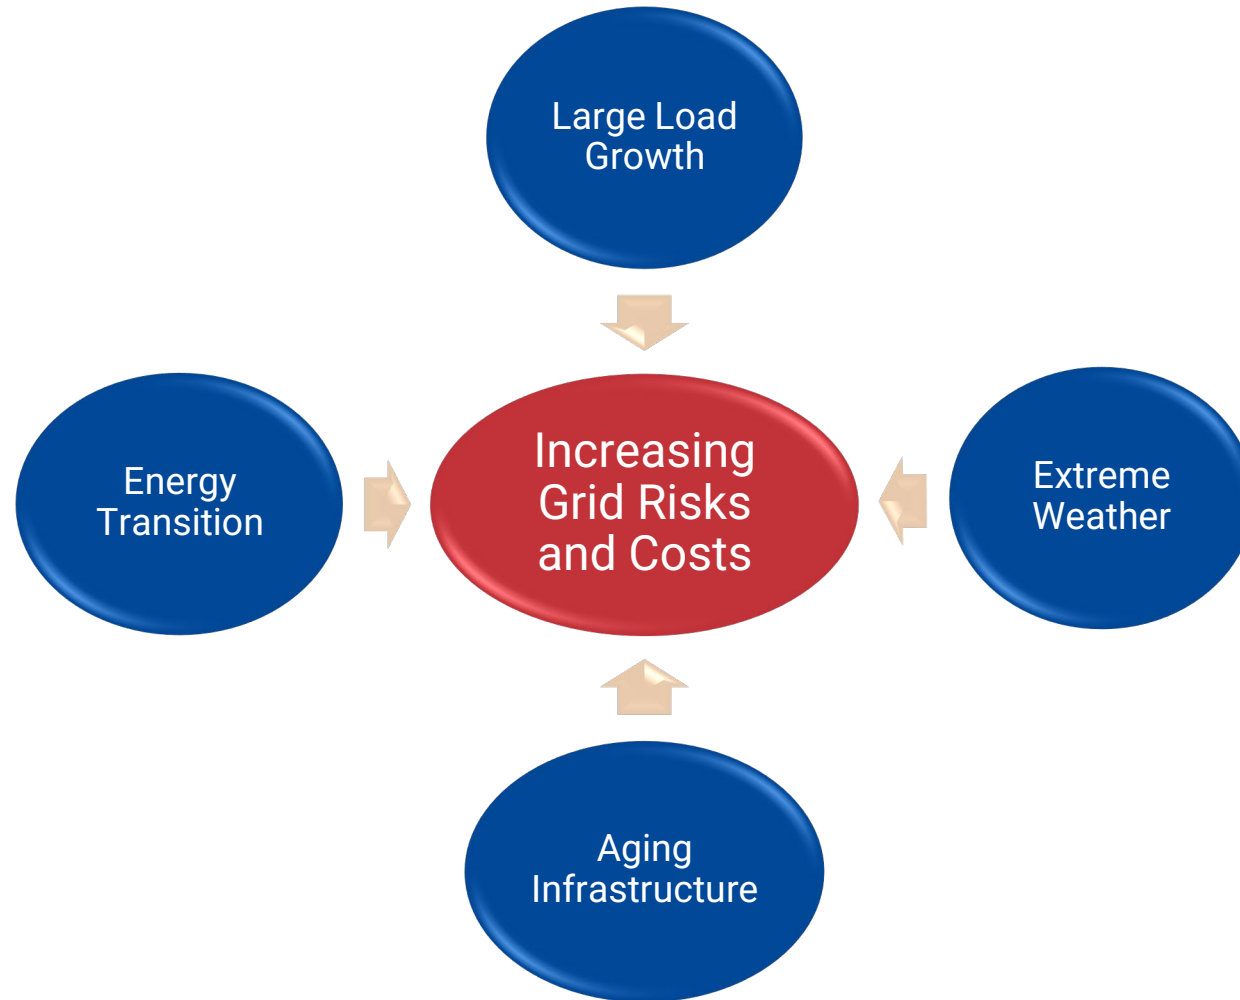 Large Load
Growth
Energy
Transition
Increasing
Grid Risks
and Costs
Extreme
Weather
Aging
Infrastructure